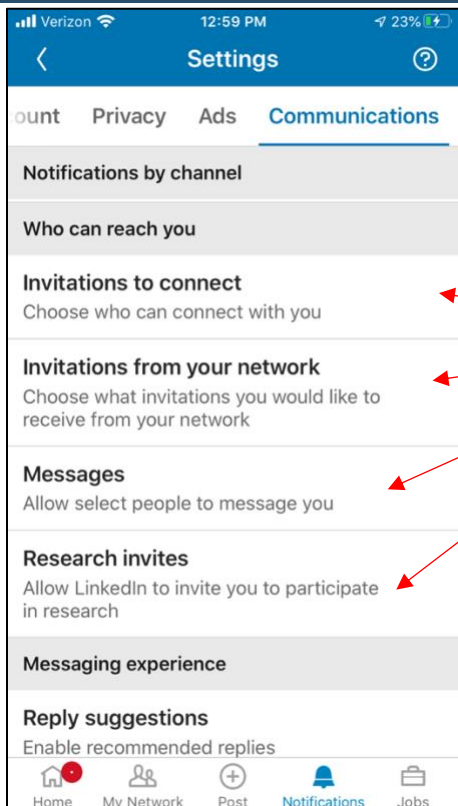 Verizon 12:59 PM 23%
Settings
ount Privacy Ads Communications
Notifications by channel
Who can reach you
Invitations to connect
Choose who can connect with you
Invitations from your network
Choose what invitations you would like to
receive from your network
Messages
Allow select people to message you
Research invites
Allow LinkedIn to invite you to participate
in research
Messaging experience
Reply suggestions
Enable recommended replies
Home My Network Post Notifications Jobs